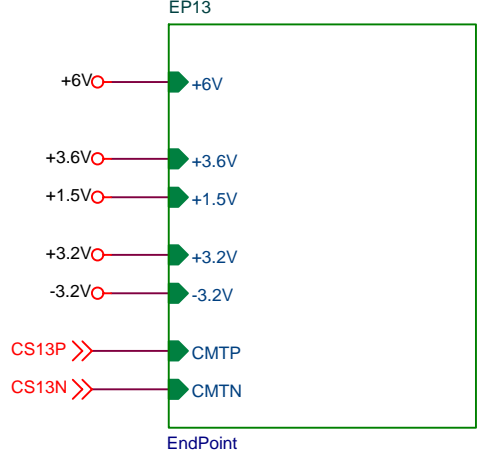 EP13
+6V +6V
+3.6V +3.6V
+1.5V +1.5V
+3.2V +3.2V
-3.2V -3.2V
CS13P CMTP
CS13N CMTN
EndPoint